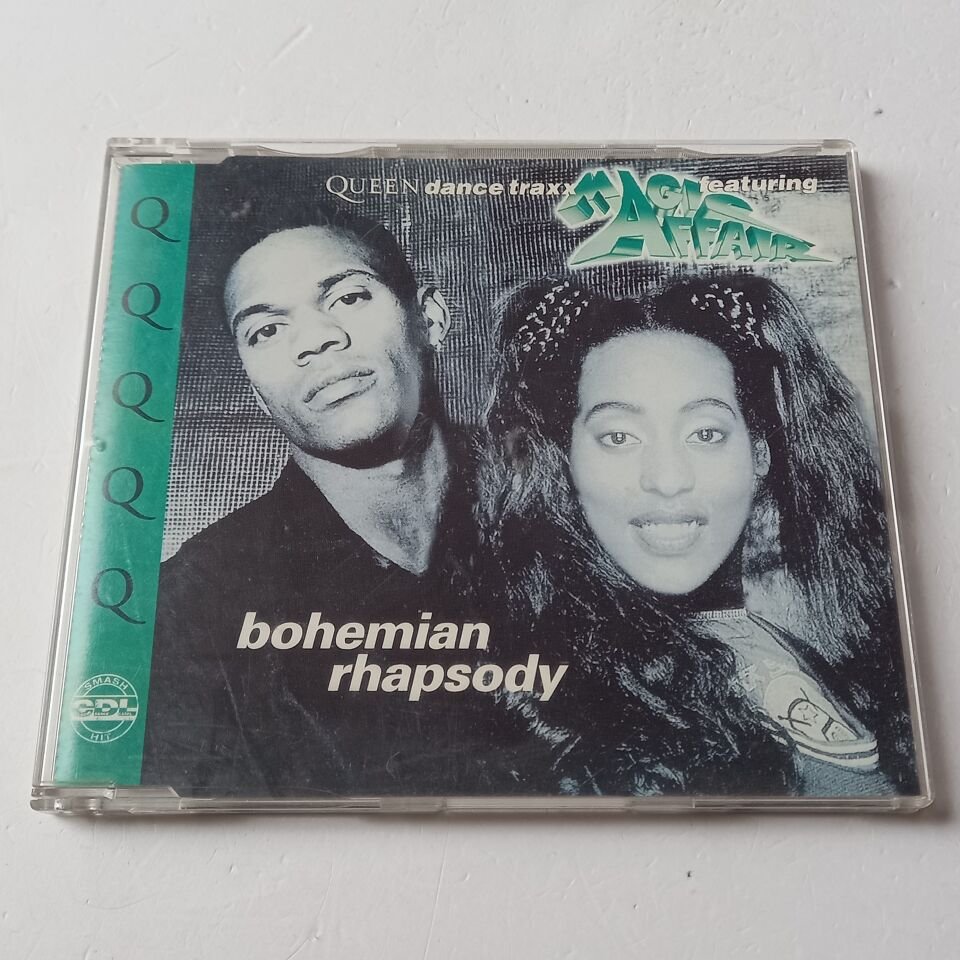 QUEEN dance traxx featuring
MAGIC
AFFAIR
Q
Q
Q
Q
Q
bohemian
rhapsody
SMASH
CDL
HIT